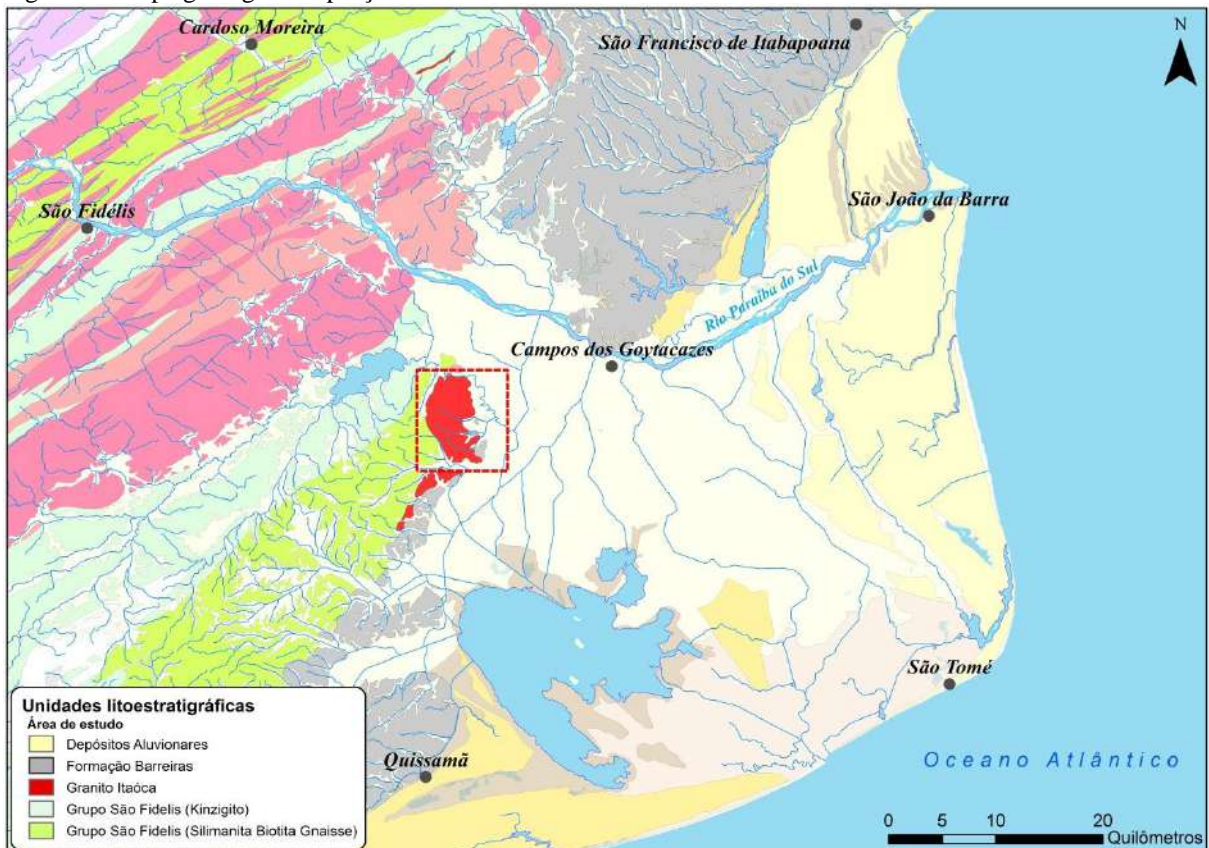 Cardoso Moreira
São Francisco de Itabapoana
N
São Fidélis
São João da Barra
Rio Paraíba do Sul
Campos dos Goytacazes
São Tomé
Quissamã
Oceano Atlântico
Unidades litoestratigráficas
Área de estudo
Depósitos Aluvionares
Formação Barreiras
Granito Itaóca
Grupo São Fidelis (Kinzigito)
Grupo São Fidelis (Silimanita Biotita Gnaisse)
0 5 10 20
Quilômetros